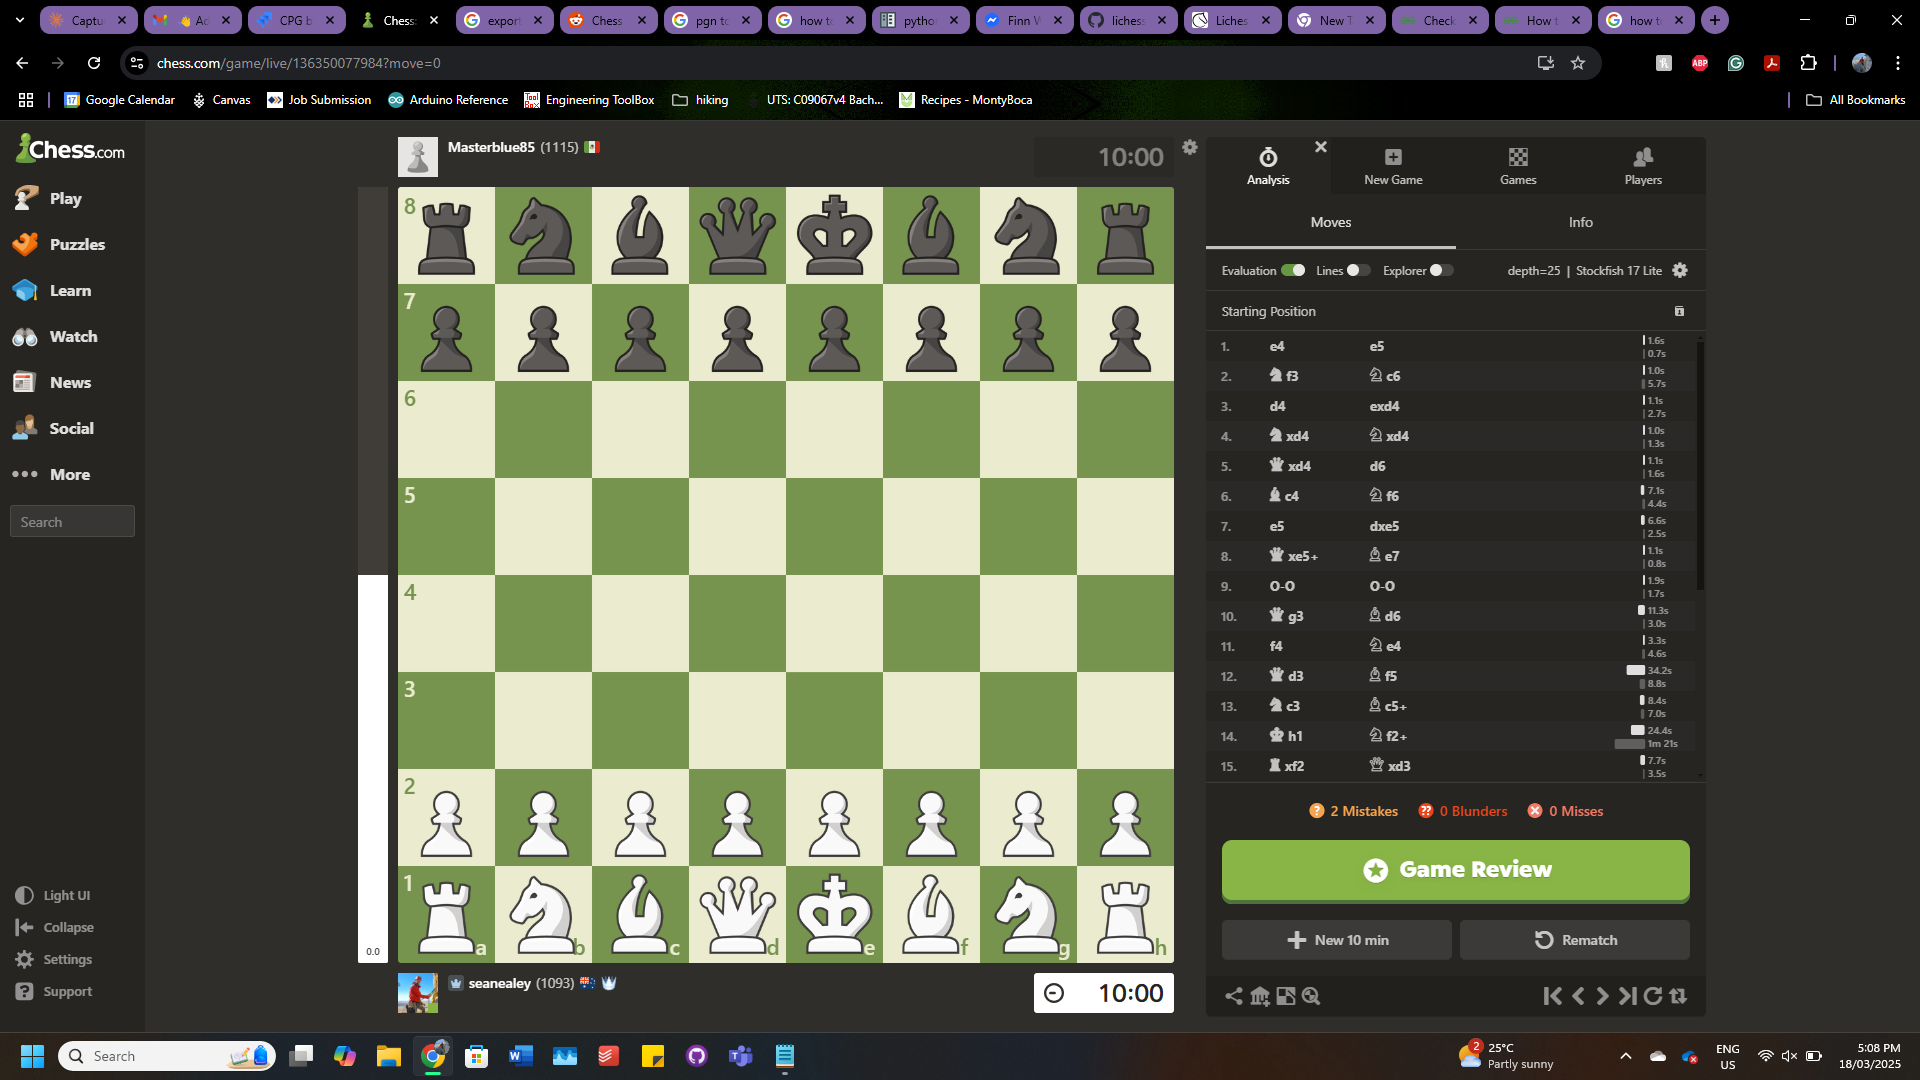 Captu
Ac
CPG b
Chess:
export
Chess
pgn to
how to
pytho
Finn W
liches
Liches
New T
Check
How t
how to
chess.com/game/live/136350077984?move=0
Google Calendar
Canvas
Job Submission
Arduino Reference
Engineering ToolBox
hiking
UTS: C09067v4 Bach...
Recipes - MontyBoca
All Bookmarks
Chess.com
Play
Puzzles
Learn
Watch
News
Social
More
Search
Light UI
Collapse
Settings
Support
Masterblue85 (1115)
10:00
8
7
6
5
4
3
2
1
a b c d e f g h
0.0
seanealey (1093)
10:00
Analysis
New Game
Games
Players
Moves
Info
Evaluation Lines Explorer depth=25 | Stockfish 17 Lite
Starting Position
1. e4 e5 1.6s
0.7s
2. f3 c6 1.0s
5.7s
3. d4 exd4 1.1s
2.7s
4. xd4 xd4 1.0s
1.3s
5. xd4 d6 1.1s
1.6s
6. c4 f6 7.1s
4.4s
7. e5 dxe5 6.6s
2.5s
8. xe5+ e7 1.1s
0.8s
9. O-O O-O 1.9s
1.7s
10. g3 d6 11.3s
3.0s
11. f4 e4 3.3s
4.6s
12. d3 f5 34.2s
8.8s
13. c3 c5+ 8.4s
7.0s
14. h1 f2+ 24.4s
1m 21s
15. xf2 xd3 7.7s
3.5s
2 Mistakes
0 Blunders
0 Misses
Game Review
New 10 min
Rematch
Search
2
25°C
Partly sunny
ENG
US
5:08 PM
18/03/2025